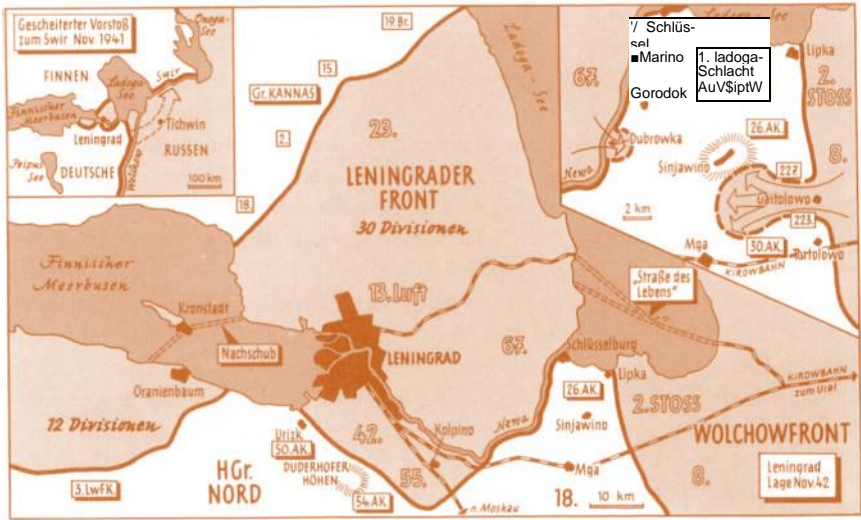 Gescheiterter Vorstoß
zum Swir Nov. 1941
Onega-
See
FINNEN
Ladoga-
See
Swir
Finnischer
Meerbusen
Leningrad
Tichwin
RUSSEN
Peipus
See
DEUTSCHE
Wolchow
100 km
19. Br.
15.
Gr. KANNAS
2.
18.
23.
LENINGRADER
FRONT
30 Divisionen
Ladoga-See
'/ Schlüs-
sel
■Marino
Gorodok
1. ladoga-
Schlacht
AuV$iptW
Lipka
67.
2.
STOSS
Dubrowka
26.AK.
8.
Sinjawino
227.
Newa
Gaitolowo
223.
2 km
30.AK.
Mga
KIROWBAHN
Tortolowo
Finnischer
Meerbusen
Kronstadt
Nachschub
13. Luft
„Straße des
Lebens"
LENINGRAD
67.
Schlüsselburg
Lipka
KIROWBAHN
zum Ural
Oranienbaum
12 Divisionen
26.AK.
2.STOSS
Sinjawino
Newa
WOLCHOWFRONT
Urizk
50.AK.
42.
Kolpino
DUDERHOFER
HÖHEN
HGr.
NORD
55.
Mga
8.
Leningrad
Lage Nov. 42
3. LwFK.
54.AK.
n. Moskau
18.
10 km